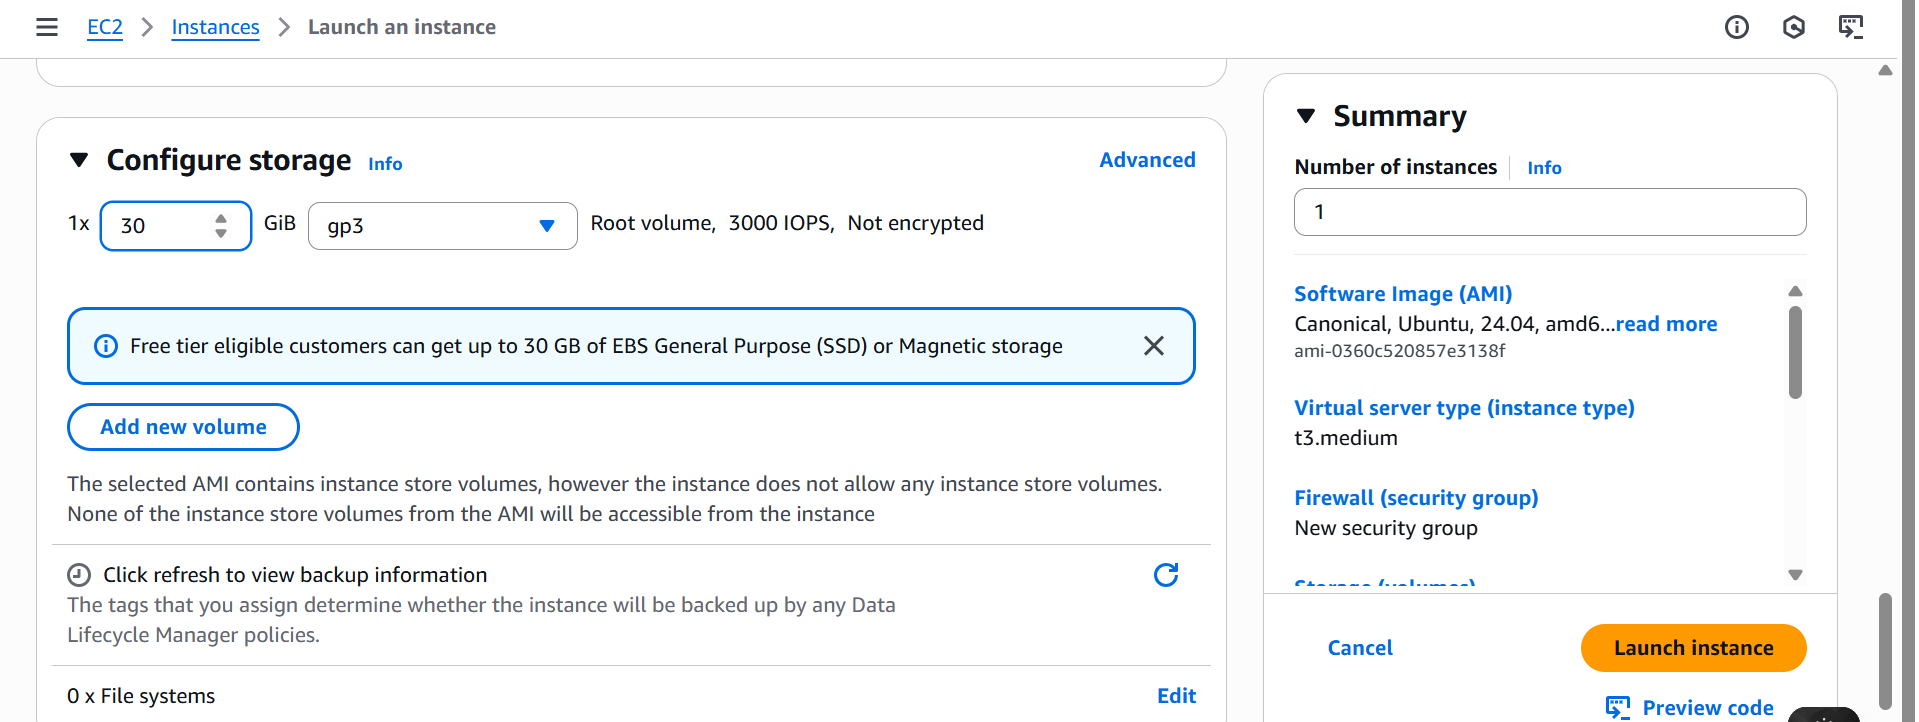 EC2 > Instances > Launch an instance
Configure storage Info
Advanced
1x 30 GiB gp3 Root volume, 3000 IOPS, Not encrypted
Free tier eligible customers can get up to 30 GB of EBS General Purpose (SSD) or Magnetic storage
Add new volume
The selected AMI contains instance store volumes, however the instance does not allow any instance store volumes.
None of the instance store volumes from the AMI will be accessible from the instance
Click refresh to view backup information
The tags that you assign determine whether the instance will be backed up by any Data
Lifecycle Manager policies.
0 x File systems
Edit
Summary
Number of instances Info
1
Software Image (AMI)
Canonical, Ubuntu, 24.04, amd6...read more
ami-0360c520857e3138f
Virtual server type (instance type)
t3.medium
Firewall (security group)
New security group
Storage (volumes)
Cancel
Launch instance
Preview code